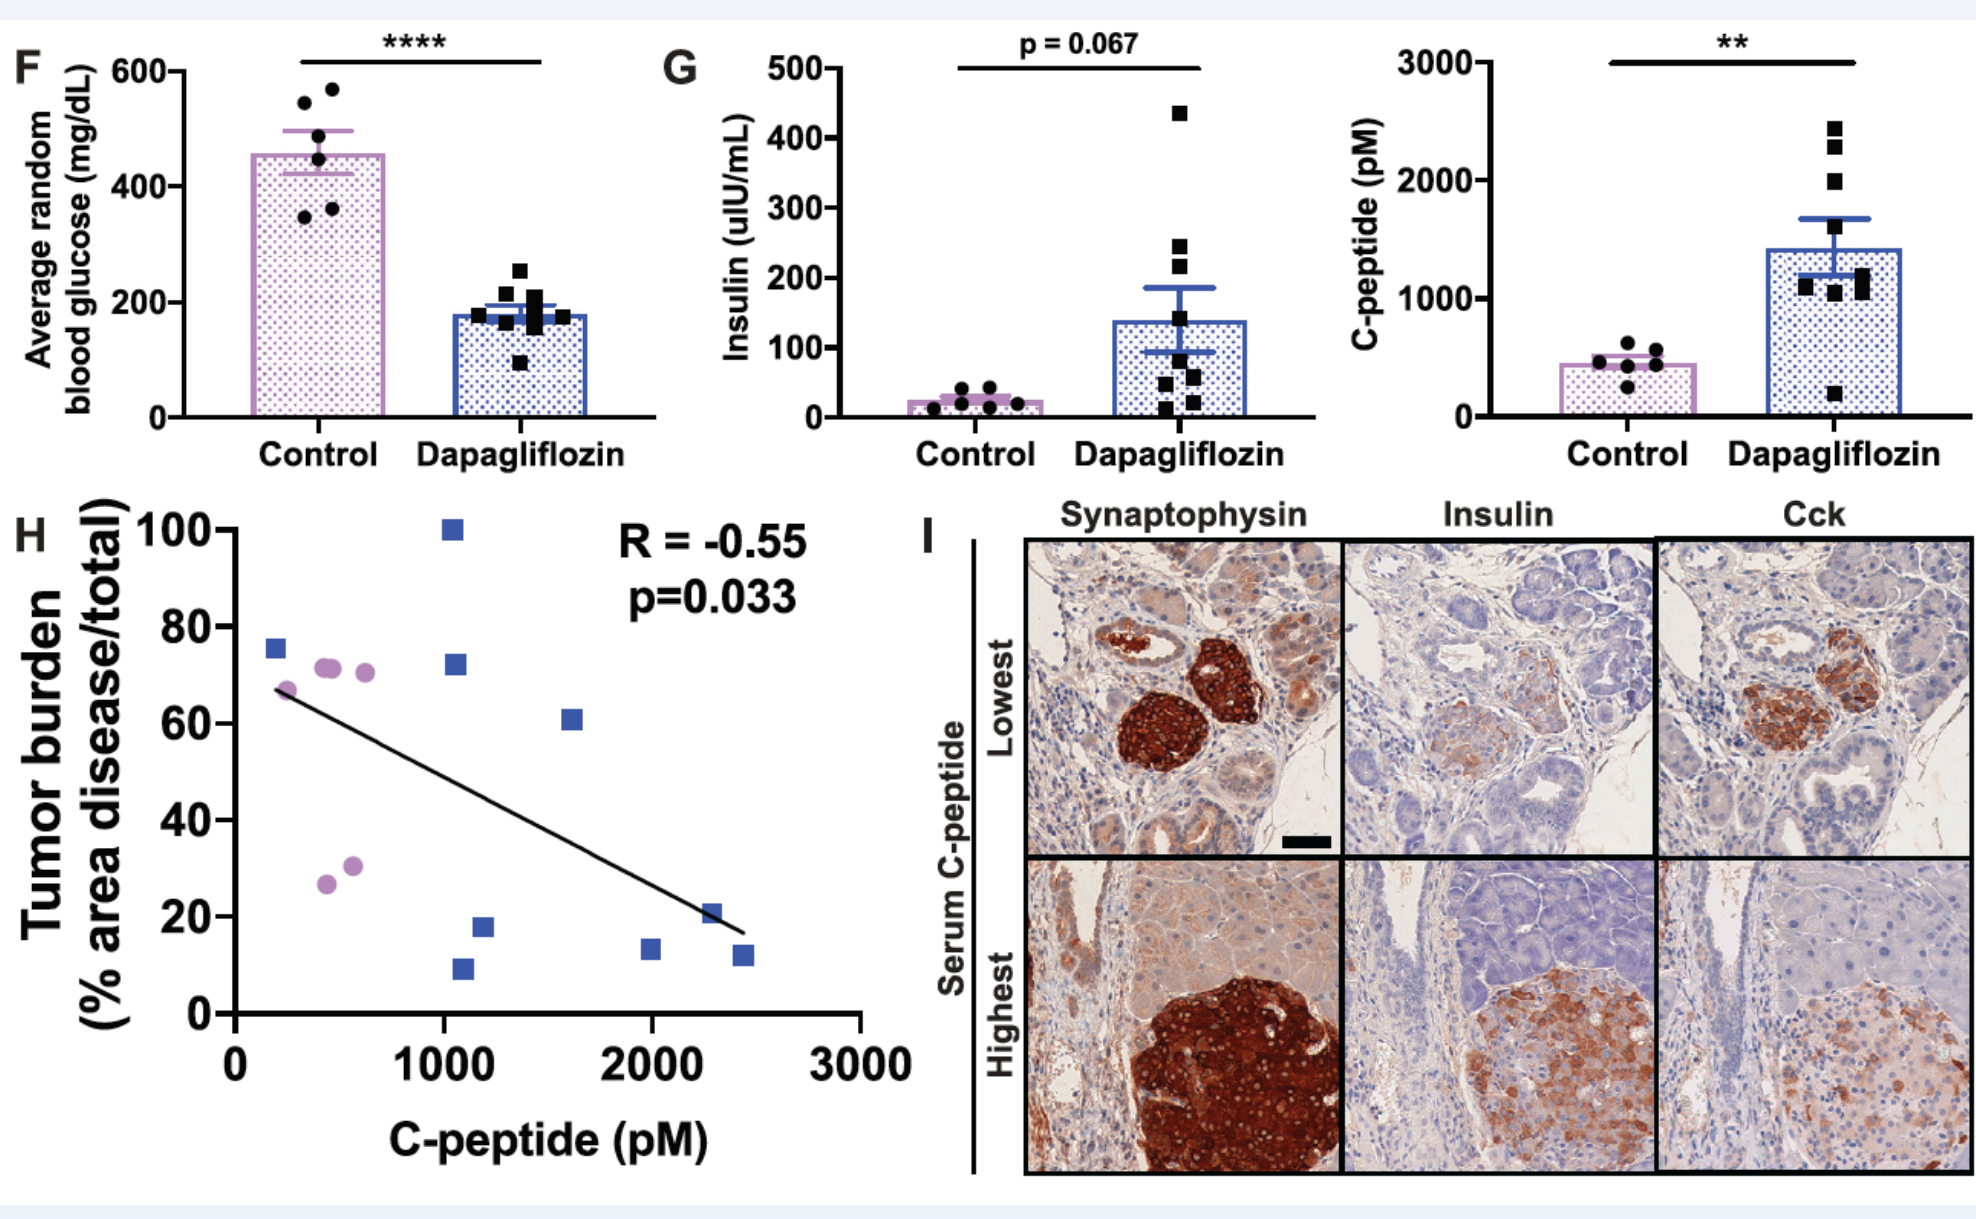 F
****
Average random
blood glucose (mg/dL)
600
400
200
0
Control
Dapagliflozin
G
p = 0.067
Insulin (uIU/mL)
500
400
300
200
100
0
Control
Dapagliflozin
**
C-peptide (pM)
3000
2000
1000
0
Control
Dapagliflozin
H
Tumor burden
(% area disease/total)
100
80
60
40
20
0
R = -0.55
p=0.033
0
1000
2000
3000
C-peptide (pM)
I
Synaptophysin
Insulin
Cck
Serum C-peptide
Lowest
Highest